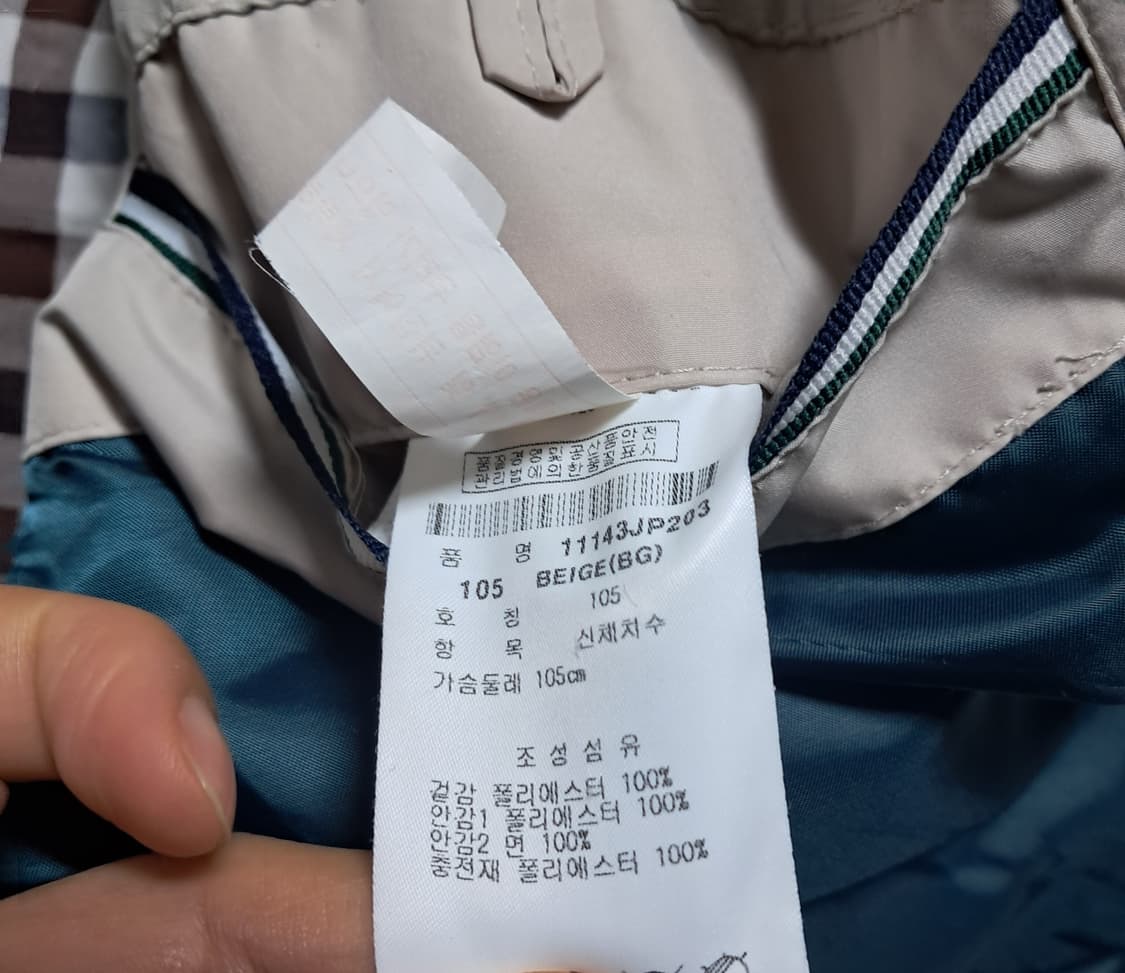 품질경영 및 공산품안전
관리법에 의한 품질표시
품 명 11143JP203
105 BEIGE(BG)
호 칭 105
항 목 신체치수
가슴둘레 105cm
조성섬유
겉감 폴리에스터 100%
안감1 폴리에스터 100%
안감2 면 100%
충전재 폴리에스터 100%